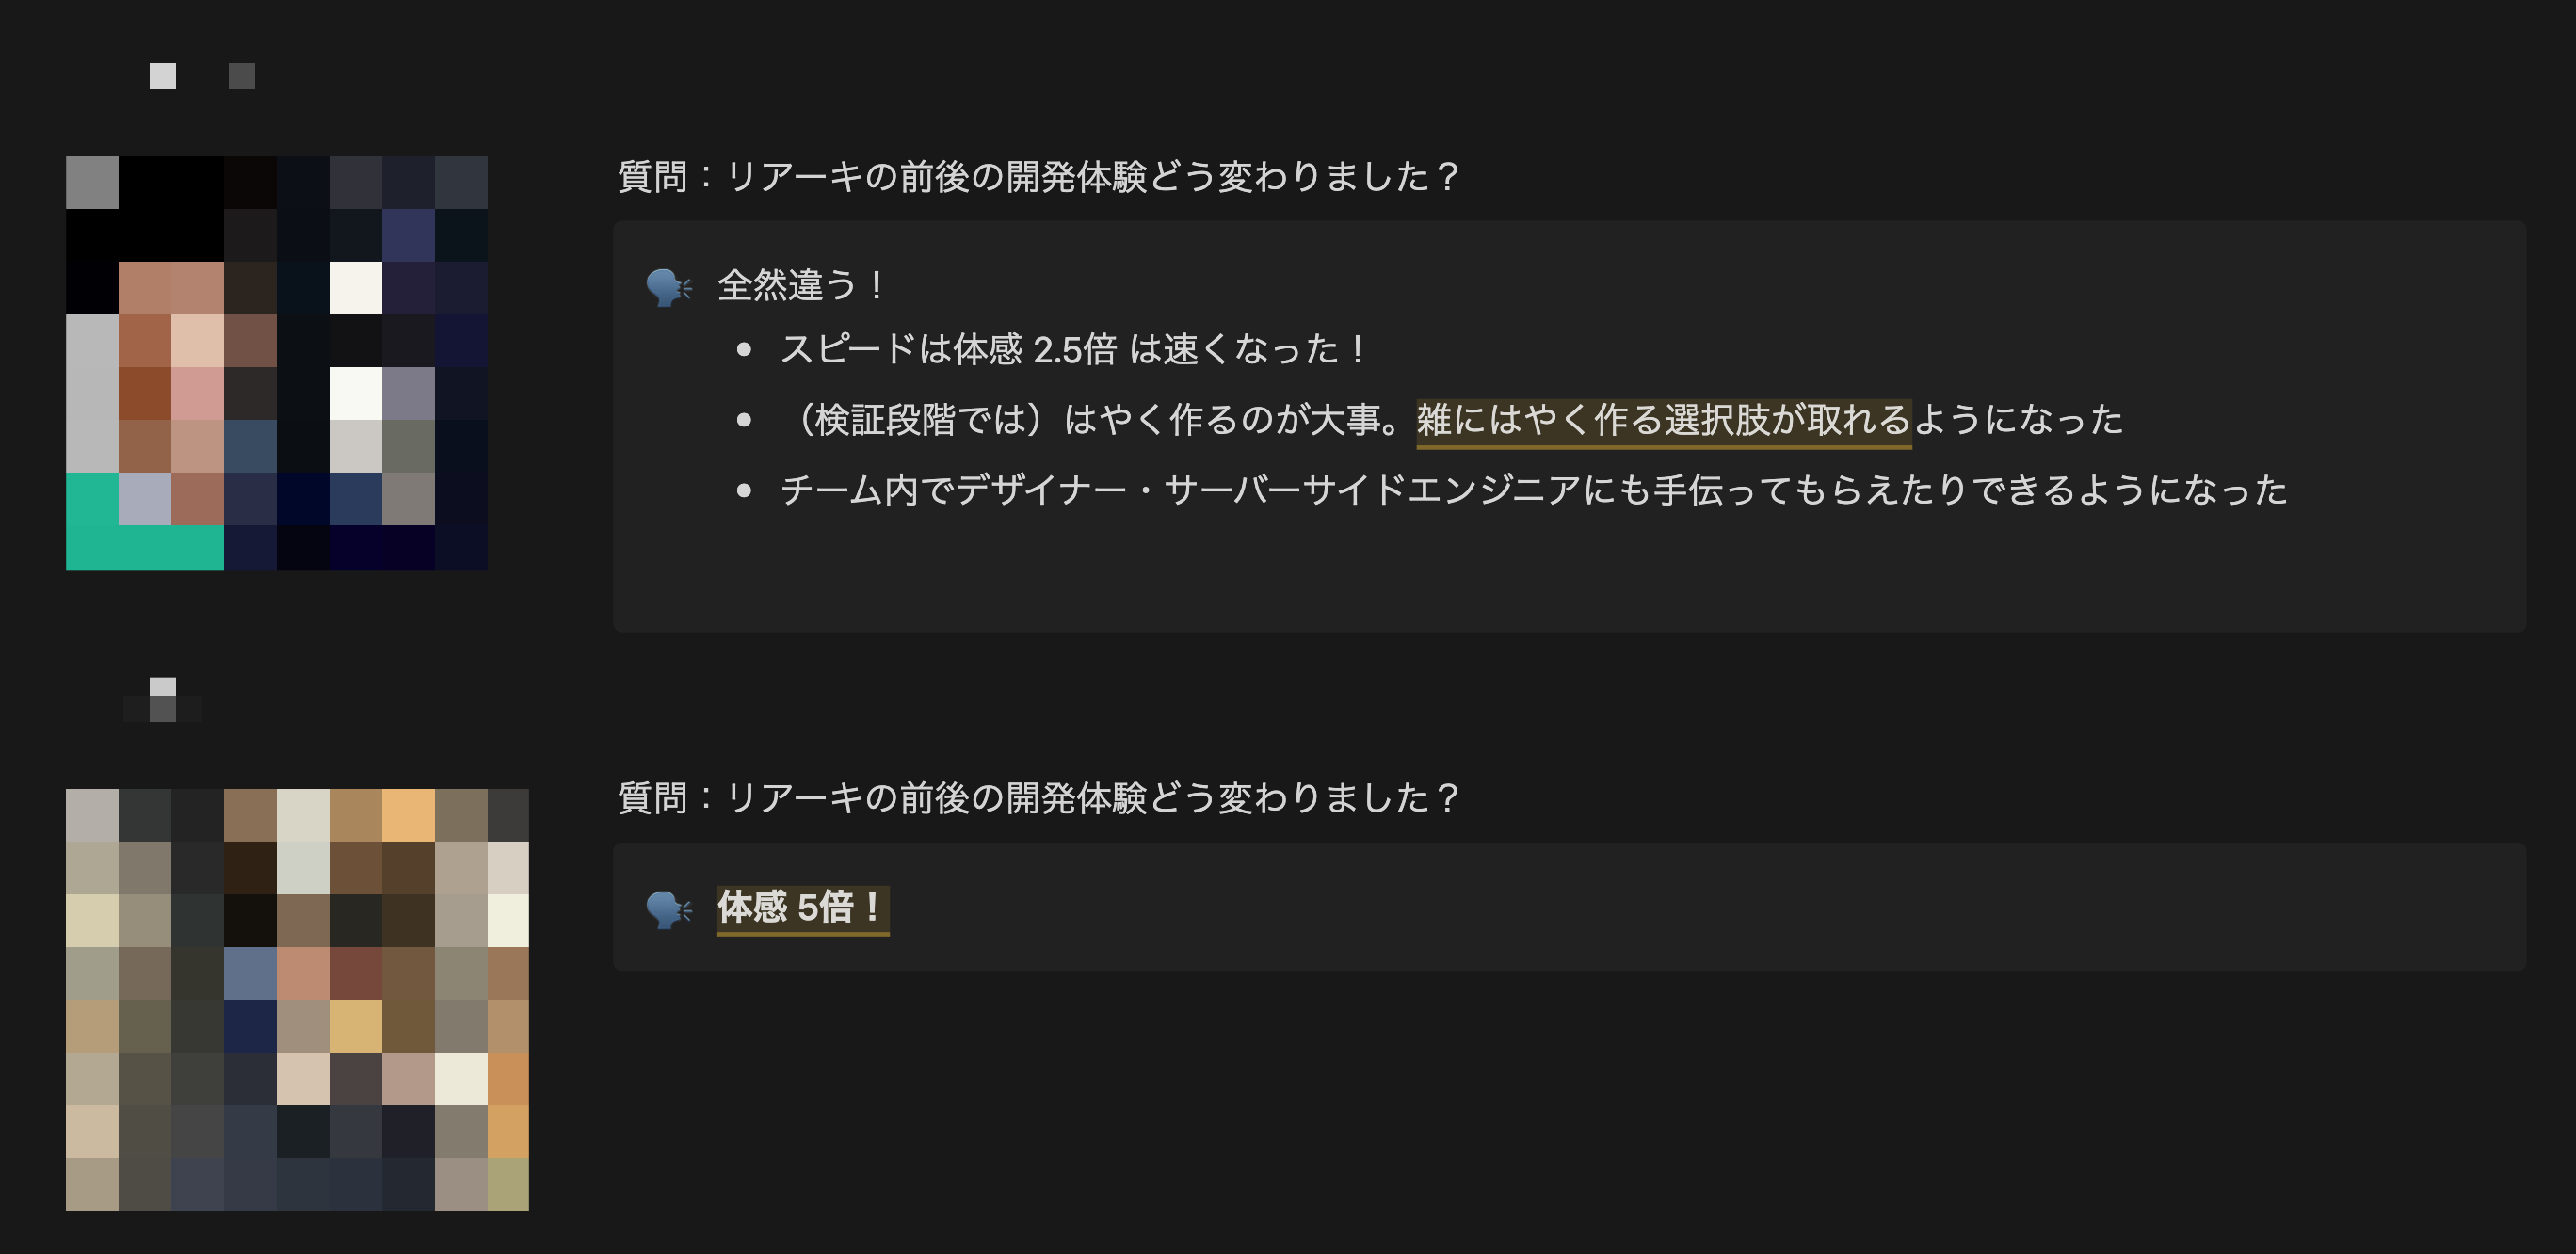 質問：リアーキの前後の開発体験どう変わりました？
全然違う！
スピードは体感 2.5倍 は速くなった！
（検証段階では）はやく作るのが大事。雑にはやく作る選択肢が取れるようになった
チーム内でデザイナー・サーバーサイドエンジニアにも手伝ってもらえたりできるようになった
質問：リアーキの前後の開発体験どう変わりました？
体感 5倍！